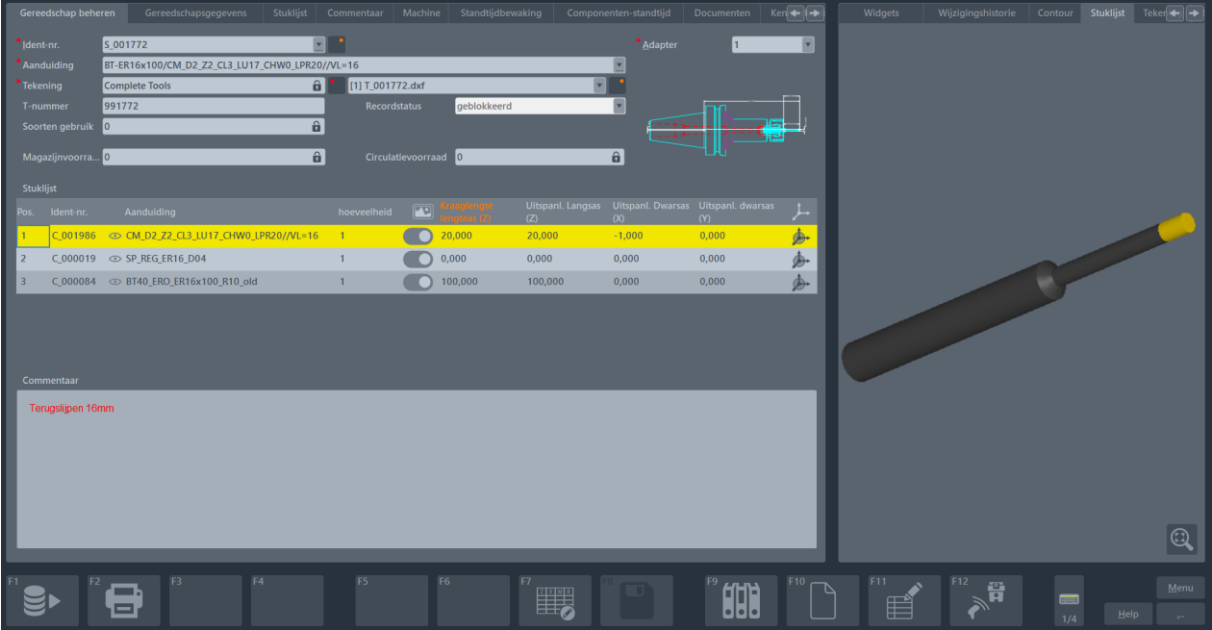 Gereedschap beheren Gereedschapsgegevens Stuklijst Commentaar Machine Standtijdbewaking Componenten-standtijd Documenten Ken
Ident-nr. S_001772 Adapter 1
Aanduiding BT-ER16x100/CM_D2_Z2_CL3_LU17_CHW0_LPR20//VL=16
Tekening Complete Tools [1] T_001772.dxf
T-nummer 991772 Recordstatus geblokkeerd
Soorten gebruik 0
Magazijnvoorra... 0 Circulatievoorraad 0
Stuklijst
Pos. Ident-nr. Aanduiding hoeveelheid Kraaglengte lengteas (Z) Uitspanl. Langsas (Z) Uitspanl. Dwarsas (X) Uitspanl. dwarsas (Y)
1 C_001986 CM_D2_Z2_CL3_LU17_CHW0_LPR20//VL=16 1 20,000 20,000 -1,000 0,000
2 C_000019 SP_REG_ER16_D04 1 0,000 0,000 0,000 0,000
3 C_000084 BT40_ERO_ER16x100_R10_old 1 100,000 100,000 0,000 0,000
Commentaar
Terugslijpen 16mm
Widgets Wijzigingshistorie Contour Stuklijst Teker
F1 F2 F3 F4 F5 F6 F7 F8 F9 F10 F11 F12
Menu
1/4 Help